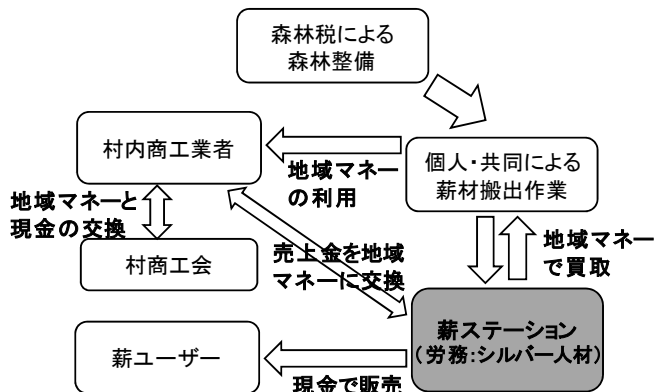 森林税による
森林整備
村内商工業者
地域マネー
の利用
個人・共同による
薪材搬出作業
地域マネーと
現金の交換
村商工会
売上金を地域
マネーに交換
地域マネー
で買取
薪ステーション
（労務:シルバー人材）
薪ユーザー
現金で販売